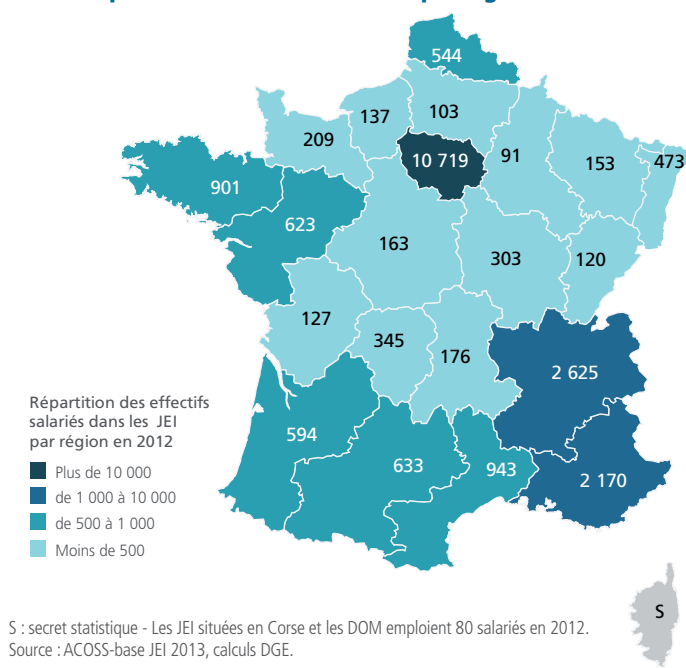 544
137
103
209
10 719
91
153
473
901
623
163
303
120
127
345
176
2 625
594
633
943
2 170
Répartition des effectifs
salariés dans les JEI
par région en 2012
Plus de 10 000
de 1 000 à 10 000
de 500 à 1 000
Moins de 500
S
S : secret statistique - Les JEI situées en Corse et les DOM emploient 80 salariés en 2012.
Source : ACOSS-base JEI 2013, calculs DGE.